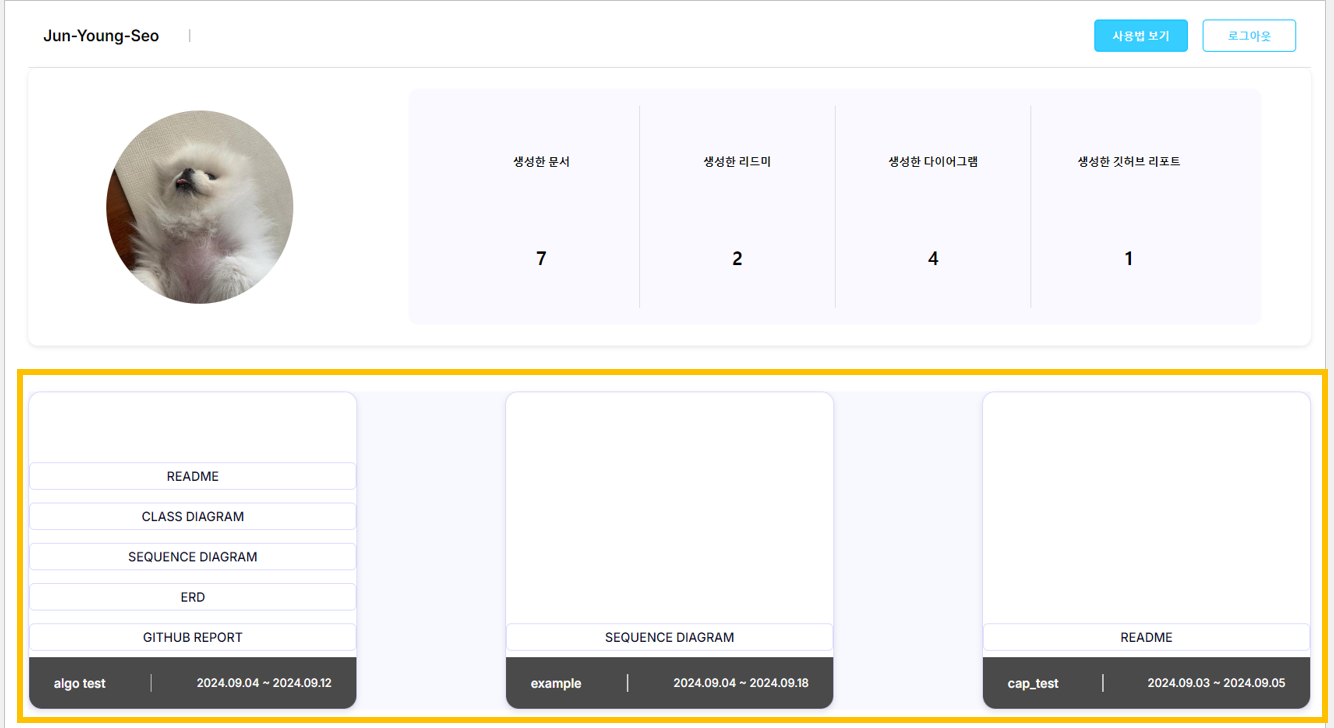 Jun-Young-Seo |
사용법 보기
로그아웃
생성한 문서
7
생성한 리드미
2
생성한 다이어그램
4
생성한 깃허브 리포트
1
README
CLASS DIAGRAM
SEQUENCE DIAGRAM
ERD
GITHUB REPORT
algo test | 2024.09.04 ~ 2024.09.12
SEQUENCE DIAGRAM
example | 2024.09.04 ~ 2024.09.18
README
cap_test | 2024.09.03 ~ 2024.09.05